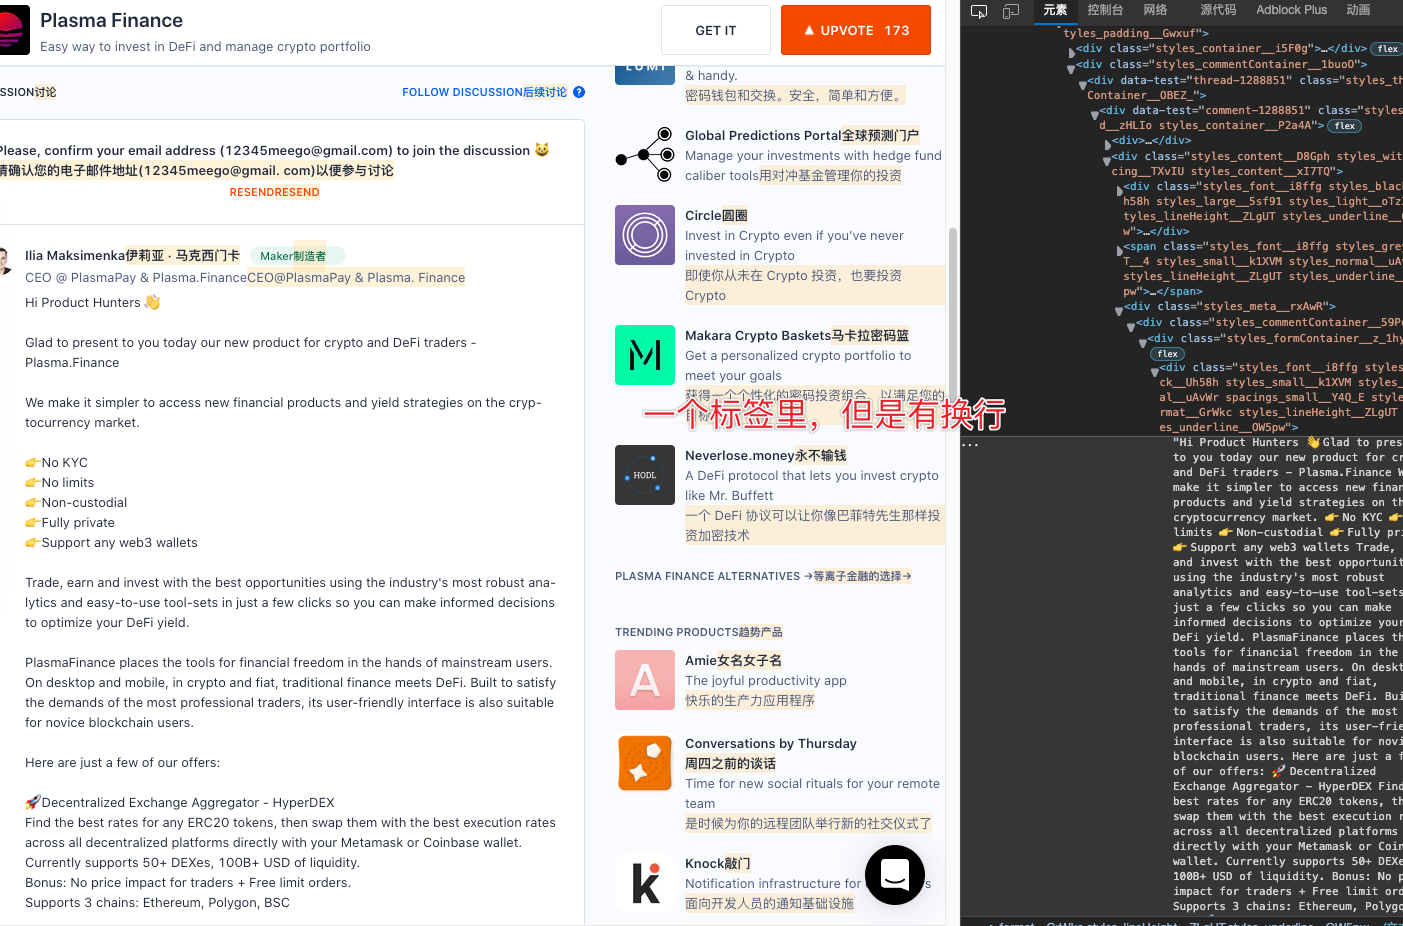 Plasma Finance
Easy way to invest in DeFi and manage crypto portfolio
GET IT
UPVOTE 173
SSION讨论
FOLLOW DISCUSSION后续讨论 ?
Please, confirm your email address (12345meego@gmail.com) to join the discussion 😺
请确认您的电子邮件地址(12345meego@gmail. com)以便参与讨论
RESENDRESEND
Ilia Maksimenka伊莉亚 · 马克西门卡 Maker制造者
CEO @ PlasmaPay & Plasma.FinanceCEO@PlasmaPay & Plasma. Finance
Hi Product Hunters 👋
Glad to present to you today our new product for crypto and DeFi traders -
Plasma.Finance
We make it simpler to access new financial products and yield strategies on the cryp-
tocurrency market.
👉No KYC
👉No limits
👉Non-custodial
👉Fully private
👉Support any web3 wallets
Trade, earn and invest with the best opportunities using the industry's most robust ana-
lytics and easy-to-use tool-sets in just a few clicks so you can make informed decisions
to optimize your DeFi yield.
PlasmaFinance places the tools for financial freedom in the hands of mainstream users.
On desktop and mobile, in crypto and fiat, traditional finance meets DeFi. Built to satisfy
the demands of the most professional traders, its user-friendly interface is also suitable
for novice blockchain users.
Here are just a few of our offers:
🚀Decentralized Exchange Aggregator - HyperDEX
Find the best rates for any ERC20 tokens, then swap them with the best execution rates
across all decentralized platforms directly with your Metamask or Coinbase wallet.
Currently supports 50+ DEXes, 100B+ USD of liquidity.
Bonus: No price impact for traders + Free limit orders.
Supports 3 chains: Ethereum, Polygon, BSC
& handy.
密码钱包和交换。安全，简单和方便。
Global Predictions Portal全球预测门户
Manage your investments with hedge fund
caliber tools用对冲基金管理你的投资
Circle圆圈
Invest in Crypto even if you've never
invested in Crypto
即使你从未在 Crypto 投资，也要投资
Crypto
Makara Crypto Baskets马卡拉密码篮
Get a personalized crypto portfolio to
meet your goals
获得一个个性化的密码投资组合，以满足您的
一个标签里，但是有换行
HODL
Neverlose.money永不输钱
A DeFi protocol that lets you invest crypto
like Mr. Buffett
一个 DeFi 协议可以让你像巴菲特先生那样投
资加密技术
PLASMA FINANCE ALTERNATIVES →等离子金融的选择→
TRENDING PRODUCTS趋势产品
A
Amie女名女子名
The joyful productivity app
快乐的生产力应用程序
Conversations by Thursday
周四之前的谈话
Time for new social rituals for your remote
team
是时候为你的远程团队举行新的社交仪式了
k
Knock敲门
Notification infrastructure for
面向开发人员的通知基础设施
元素 控制台 网络 源代码 Adblock Plus 动画
tyles_padding__Gwxuf">
<div class="styles_container__i5F0g">…</div> flex
<div class="styles_commentContainer__1buoO">
<div data-test="thread-1288851" class="styles_th
Container__OBEZ_">
<div data-test="comment-1288851" class="styles
d__zHLIo styles_container__P2a4A"> flex
<div>…</div>
<div class="styles_content__D8Gph styles_wit
cing__TXvIU styles_content__xI7TQ">
<div class="styles_font__i8ffg styles_blac
h58h styles_large__5sf91 styles_light__oTz
tyles_lineHeight__ZLgUT styles_underline__
w">…</div>
<span class="styles_font__i8ffg styles_gre
T__4 styles_small__k1XVM styles_normal__uA
styles_lineHeight__ZLgUT styles_underline_
pw">…</span>
<div class="styles_meta__rxAwR">
<div class="styles_commentContainer__59P
<div class="styles_formContainer__z_1hy
flex
<div class="styles_font__i8ffg styles_
ck__Uh58h styles_small__k1XVM styles_
al__uAvWr spacings_small__Y4Q_E styles
rmat__GrWkc styles_lineHeight__ZLgUT
es_underline__OW5pw">
...
"Hi Product Hunters 👋Glad to pres
to you today our new product for cr
and DeFi traders - Plasma.Finance W
make it simpler to access new finan
products and yield strategies on th
cryptocurrency market. 👉No KYC 👉
limits 👉Non-custodial 👉Fully pri
👉Support any web3 wallets Trade,
and invest with the best opportunit
using the industry's most robust
analytics and easy-to-use tool-sets
just a few clicks so you can make
informed decisions to optimize your
DeFi yield. PlasmaFinance places th
tools for financial freedom in the
hands of mainstream users. On deskt
and mobile, in crypto and fiat,
traditional finance meets DeFi. Bui
to satisfy the demands of the most
professional traders, its user-frie
interface is also suitable for novi
blockchain users. Here are just a f
of our offers: 🚀Decentralized
Exchange Aggregator - HyperDEX Find
best rates for any ERC20 tokens, th
swap them with the best execution r
across all decentralized platforms
directly with your Metamask or Coin
wallet. Currently supports 50+ DEXe
100B+ USD of liquidity. Bonus: No p
impact for traders + Free limit ord
Supports 3 chains: Ethereum, Polygo